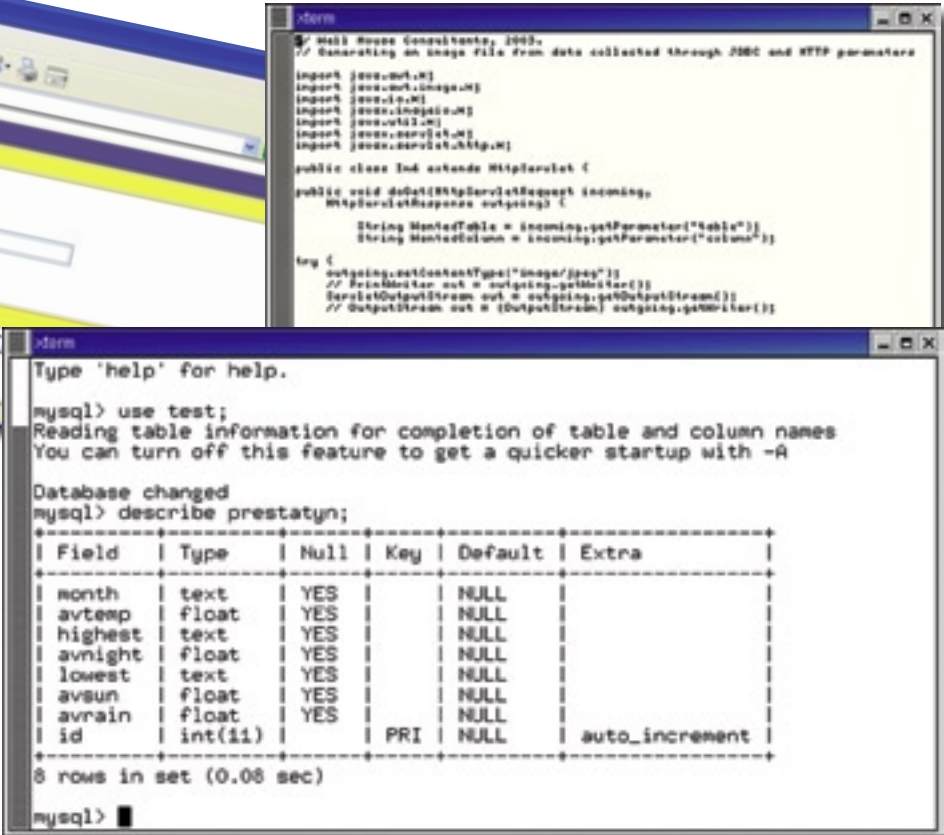 xterm
// Well House Consultants, 2003.
// Generating an image file from data collected through JDBC and HTTP parameters
import java.awt.*;
import java.awt.image.*;
import java.io.*;
import javax.imageio.*;
import java.util.*;
import javax.servlet.*;
import javax.servlet.http.*;
public class Im6 extends HttpServlet {
public void doGet(HttpServletRequest incoming,
HttpServletResponse outgoing) {
String WantedTable = incoming.getParameter("table");
String WantedColumn = incoming.getParameter("column");
try {
outgoing.setContentType("image/jpeg");
// PrintWriter out = outgoing.getWriter();
ServletOutputStream out = outgoing.getOutputStream();
// OutputStream out = (OutputStream) outgoing.getWriter();
xterm
Type 'help' for help.
mysql> use test;
Reading table information for completion of table and column names
You can turn off this feature to get a quicker startup with -A
Database changed
mysql> describe prestatyn;
+----------+---------+------+-----+---------+----------------+
| Field | Type | Null | Key | Default | Extra |
+----------+---------+------+-----+---------+----------------+
| month | text | YES | | NULL | |
| avtemp | float | YES | | NULL | |
| highest | text | YES | | NULL | |
| avnight | float | YES | | NULL | |
| lowest | text | YES | | NULL | |
| avsun | float | YES | | NULL | |
| avrain | float | YES | | NULL | |
| id | int(11) | | PRI | NULL | auto_increment |
+----------+---------+------+-----+---------+----------------+
8 rows in set (0.08 sec)
mysql>